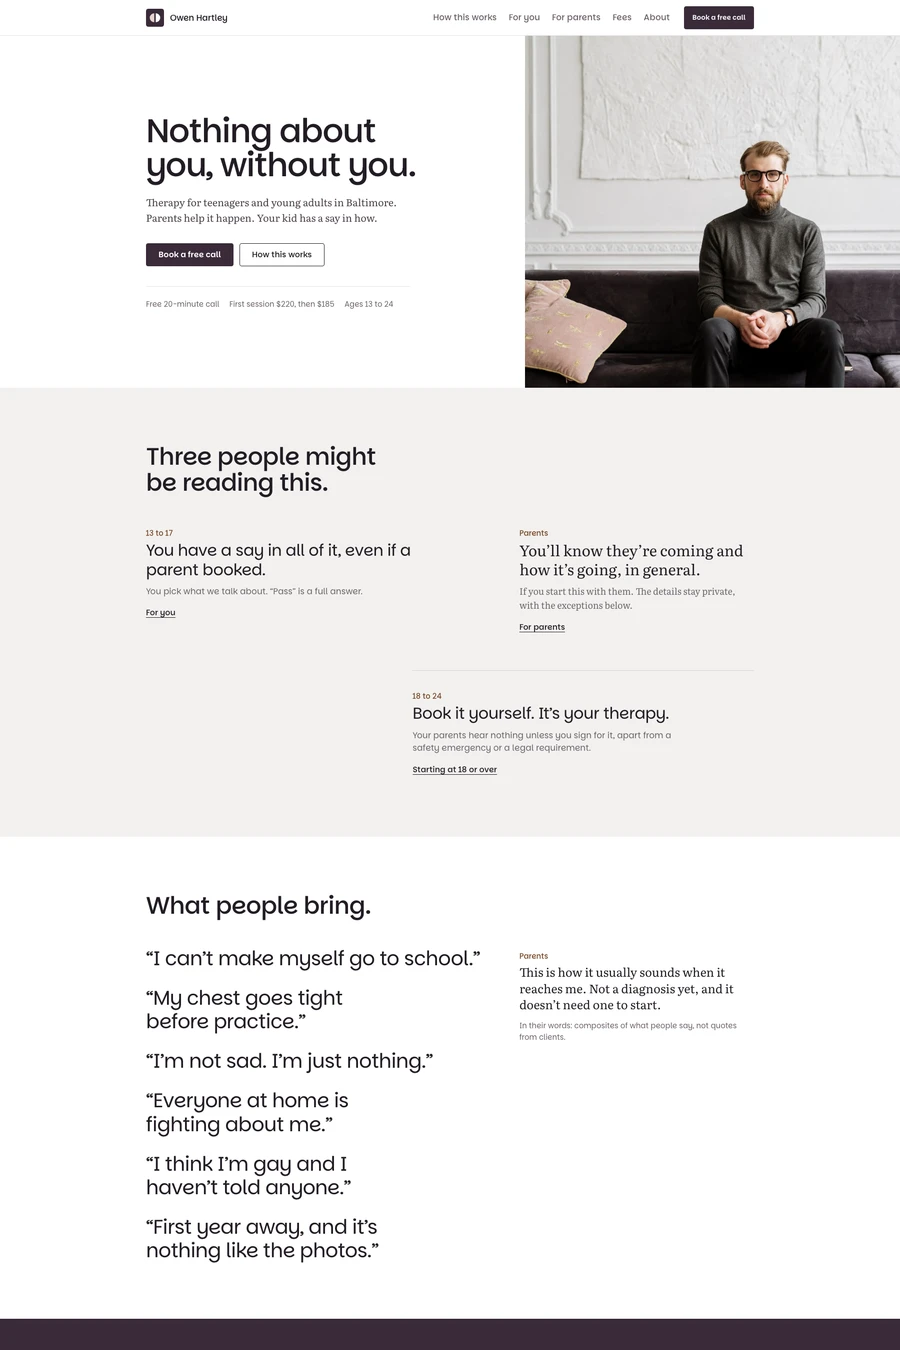 Owen Hartley
How this works
For you
For parents
Fees
About
Book a free call
Nothing about
you, without you.
Therapy for teenagers and young adults in Baltimore.
Parents help it happen. Your kid has a say in how.
Book a free call
How this works
Free 20-minute call
First session $220, then $185
Ages 13 to 24
Three people might
be reading this.
13 to 17
You have a say in all of it, even if a
parent booked.
You pick what we talk about. “Pass” is a full answer.
For you
Parents
You’ll know they’re coming and
how it’s going, in general.
If you start this with them. The details stay private,
with the exceptions below.
For parents
18 to 24
Book it yourself. It’s your therapy.
Your parents hear nothing unless you sign for it, apart from a
safety emergency or a legal requirement.
Starting at 18 or over
What people bring.
“I can’t make myself go to school.”
“My chest goes tight
before practice.”
“I’m not sad. I’m just nothing.”
“Everyone at home is
fighting about me.”
“I think I’m gay and I
haven’t told anyone.”
“First year away, and it’s
nothing like the photos.”
Parents
This is how it usually sounds when it
reaches me. Not a diagnosis yet, and it
doesn’t need one to start.
In their words: composites of what people say, not quotes
from clients.